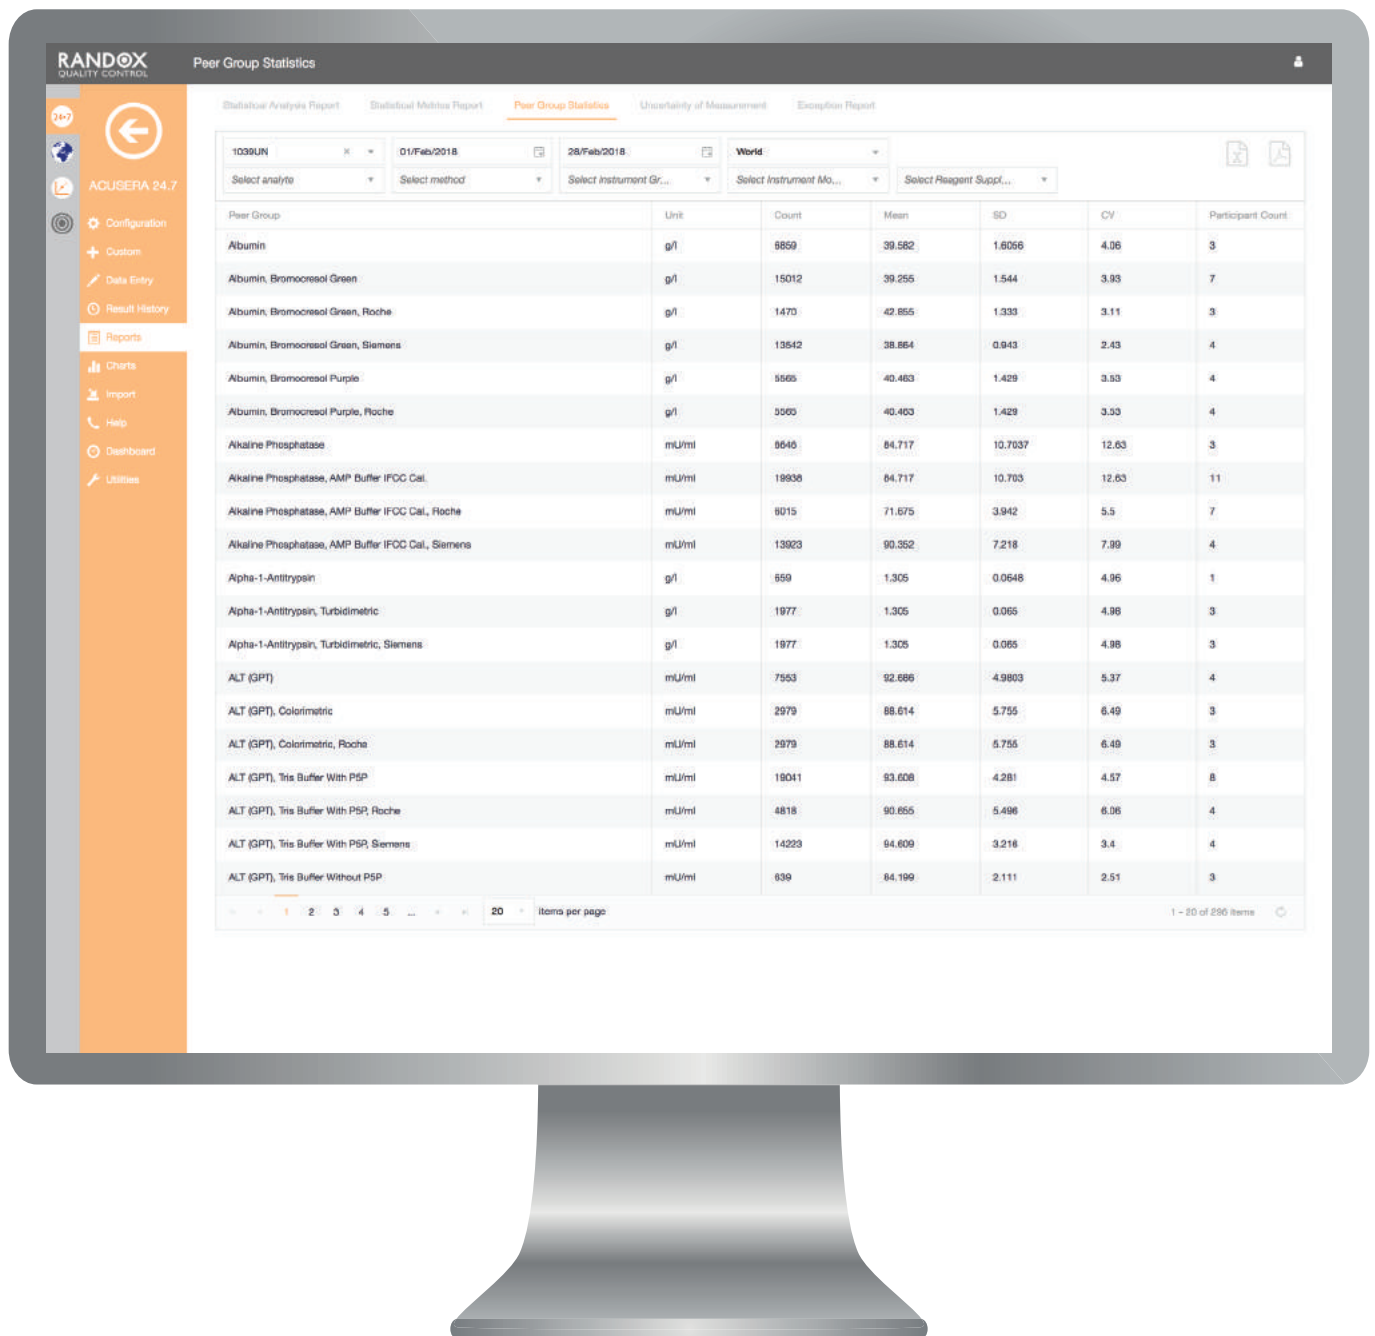 RANDOX
QUALITY CONTROL
Peer Group Statistics
24•7
ACUSERA 24.7
Configuration
Custom
Data Entry
Result History
Reports
Charts
Import
Help
Dashboard
Utilities
Statistical Analysis Report Statistical Metrics Report Peer Group Statistics Uncertainty of Measurement Exception Report
1039UN × 01/Feb/2018 28/Feb/2018 World
Select analyte Select method Select Instrument Gr... Select Instrument Mo... Select Reagent Suppl...
Peer Group Unit Count Mean SD CV Participant Count
Albumin g/l 6859 39.582 1.6056 4.06 3
Albumin, Bromocresol Green g/l 15012 39.255 1.544 3.93 7
Albumin, Bromocresol Green, Roche g/l 1470 42.855 1.333 3.11 3
Albumin, Bromocresol Green, Siemens g/l 13542 38.864 0.943 2.43 4
Albumin, Bromocresol Purple g/l 5565 40.463 1.429 3.53 4
Albumin, Bromocresol Purple, Roche g/l 5565 40.463 1.429 3.53 4
Alkaline Phosphatase mU/ml 6646 84.717 10.7037 12.63 3
Alkaline Phosphatase, AMP Buffer IFCC Cal. mU/ml 19938 84.717 10.703 12.63 11
Alkaline Phosphatase, AMP Buffer IFCC Cal., Roche mU/ml 6015 71.675 3.942 5.5 7
Alkaline Phosphatase, AMP Buffer IFCC Cal., Siemens mU/ml 13923 90.352 7.218 7.99 4
Alpha-1-Antitrypsin g/l 659 1.305 0.0648 4.96 1
Alpha-1-Antitrypsin, Turbidimetric g/l 1977 1.305 0.065 4.98 3
Alpha-1-Antitrypsin, Turbidimetric, Siemens g/l 1977 1.305 0.065 4.98 3
ALT (GPT) mU/ml 7553 92.686 4.9803 5.37 4
ALT (GPT), Colorimetric mU/ml 2979 88.614 5.755 6.49 3
ALT (GPT), Colorimetric, Roche mU/ml 2979 88.614 5.755 6.49 3
ALT (GPT), Tris Buffer With P5P mU/ml 19041 93.608 4.281 4.57 8
ALT (GPT), Tris Buffer With P5P, Roche mU/ml 4818 90.655 5.496 6.06 4
ALT (GPT), Tris Buffer With P5P, Siemens mU/ml 14223 94.609 3.216 3.4 4
ALT (GPT), Tris Buffer Without P5P mU/ml 639 84.199 2.111 2.51 3
1 2 3 4 5 ... 20 items per page 1 - 20 of 296 items